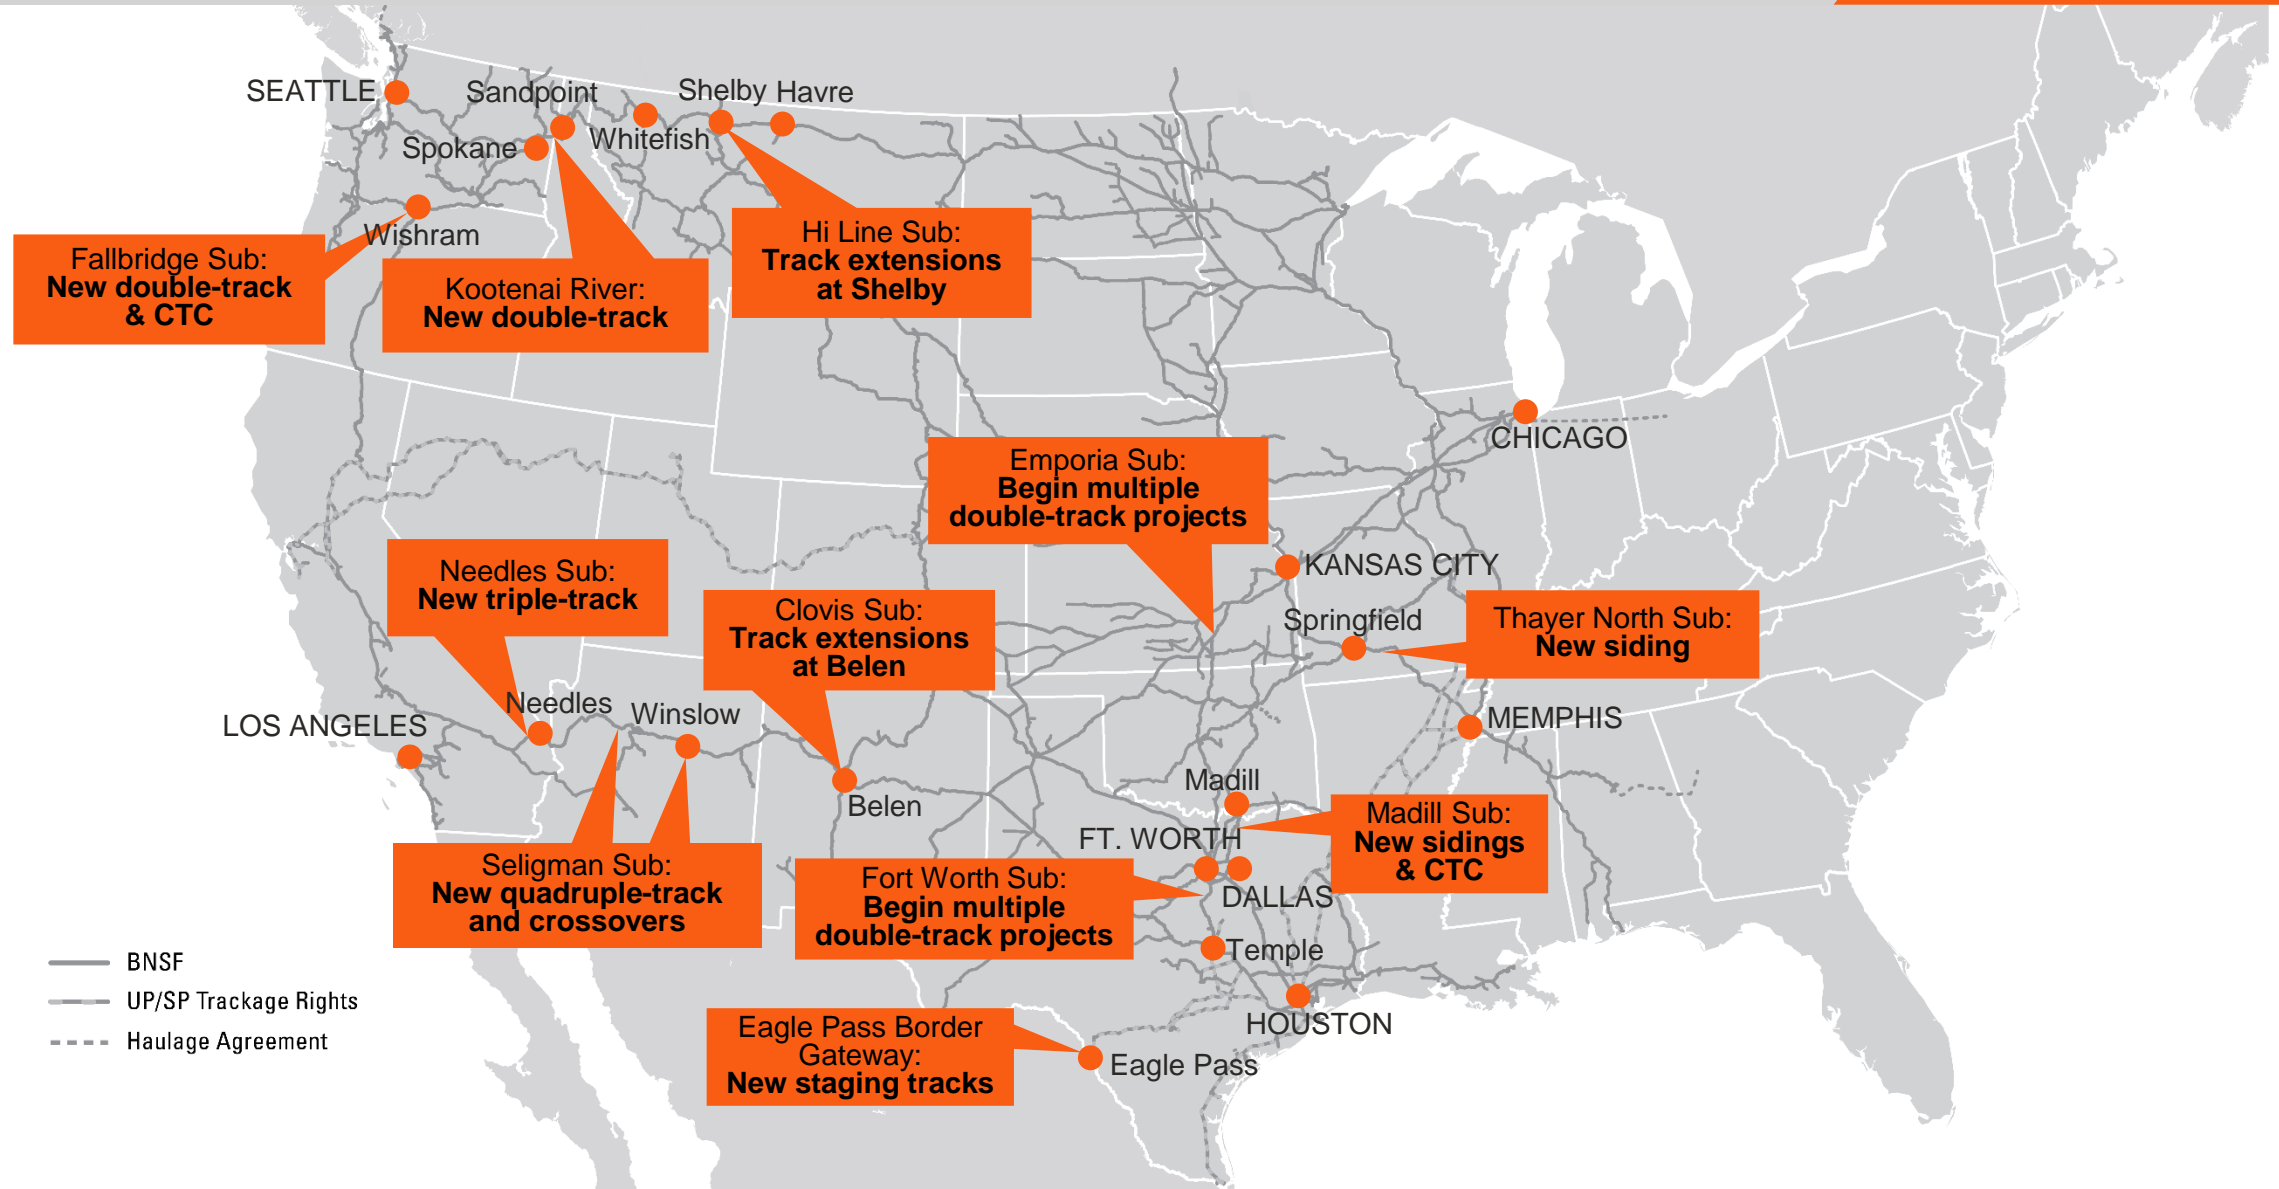 SEATTLE
Sandpoint
Shelby Havre
Whitefish
Spokane
Wishram
Fallbridge Sub:
New double-track
& CTC
Kootenai River:
New double-track
Hi Line Sub:
Track extensions
at Shelby
CHICAGO
Emporia Sub:
Begin multiple
double-track projects
KANSAS CITY
Needles Sub:
New triple-track
Clovis Sub:
Track extensions
at Belen
Springfield
Thayer North Sub:
New siding
Needles
Winslow
LOS ANGELES
MEMPHIS
Belen
Madill
Madill Sub:
New sidings
& CTC
FT. WORTH
DALLAS
Seligman Sub:
New quadruple-track
and crossovers
Fort Worth Sub:
Begin multiple
double-track projects
Temple
HOUSTON
Eagle Pass Border
Gateway:
New staging tracks
Eagle Pass
BNSF
UP/SP Trackage Rights
Haulage Agreement